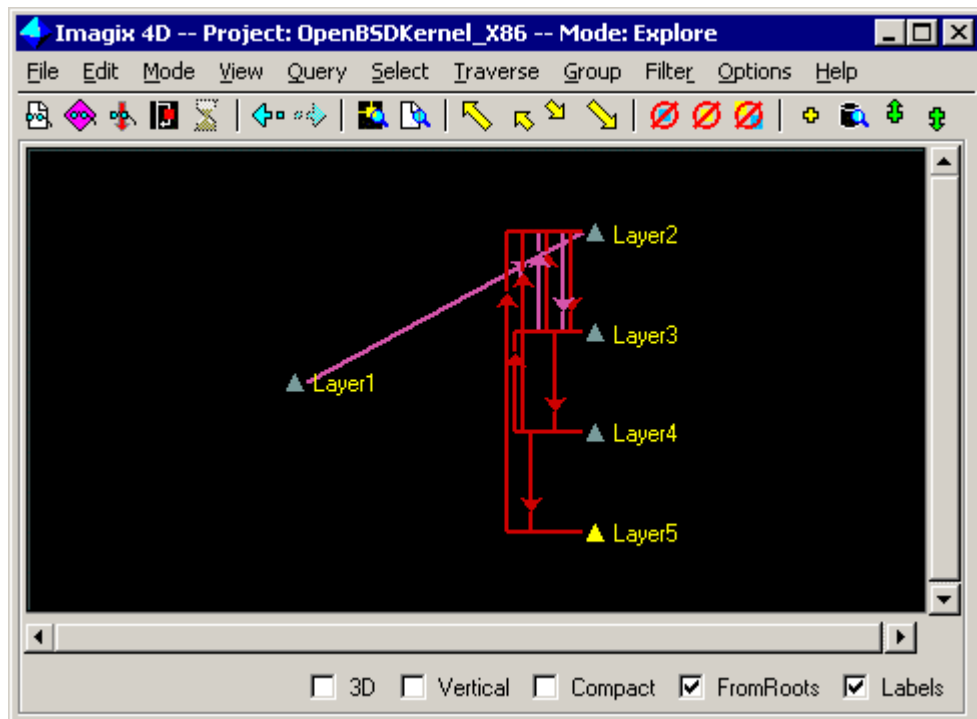 Imagix 4D -- Project: OpenBSDKernel_X86 -- Mode: Explore
File Edit Mode View Query Select Traverse Group Filter Options Help
Layer2
Layer3
Layer1
Layer4
Layer5
3D Vertical Compact FromRoots Labels